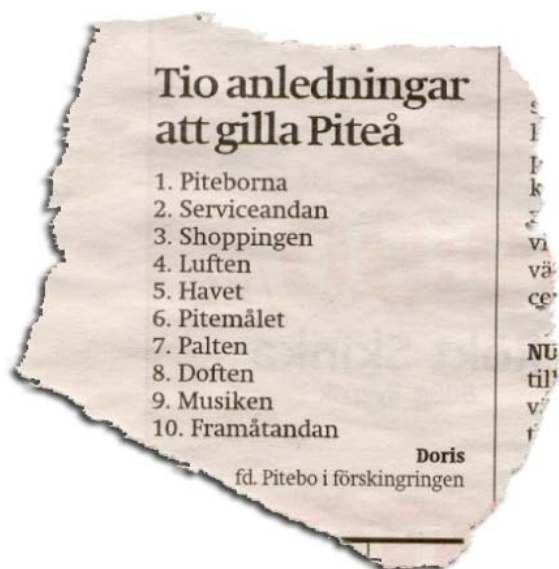 Tio anledningar
att gilla Piteå
1. Piteborna
2. Serviceandan
3. Shoppingen
4. Luften
5. Havet
6. Pitemålet
7. Palten
8. Doften
9. Musiken
10. Framåtandan
Doris
fd. Pitebo i förskingringen